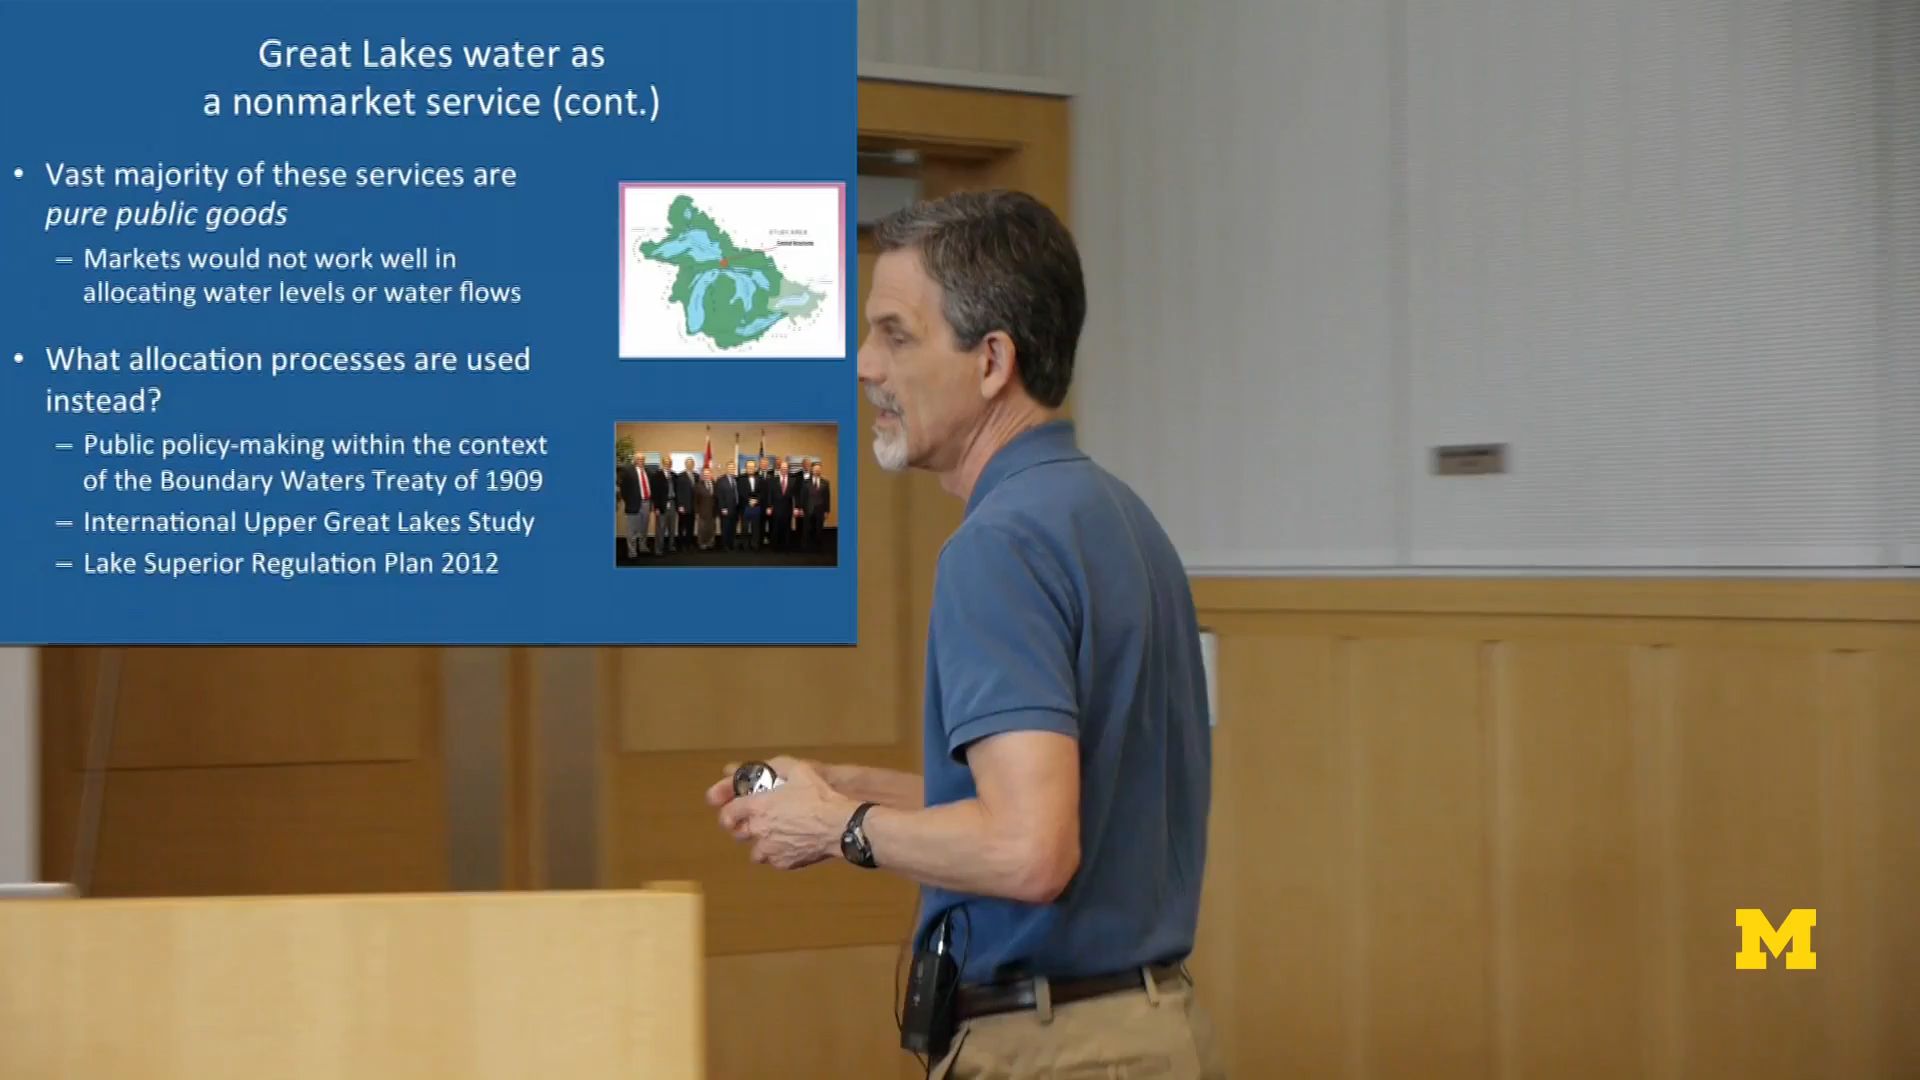 Great Lakes water as
a nonmarket service (cont.)
• Vast majority of these services are
pure public goods
– Markets would not work well in
allocating water levels or water flows
• What allocation processes are used
instead?
– Public policy-making within the context
of the Boundary Waters Treaty of 1909
– International Upper Great Lakes Study
– Lake Superior Regulation Plan 2012
STUDY AREA
M